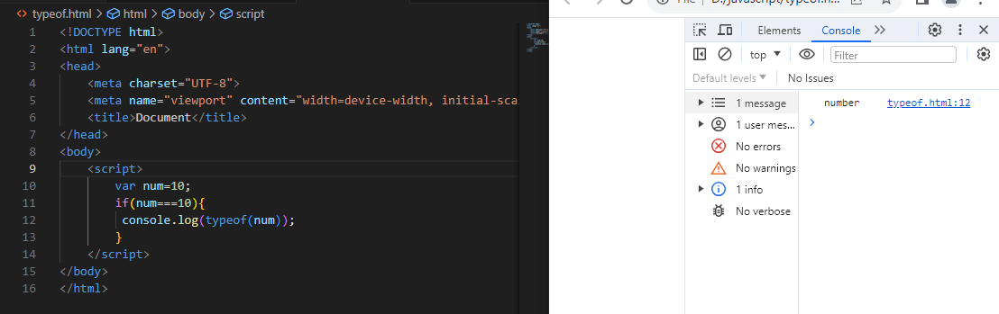 typeof.html > html > body > script
1 <!DOCTYPE html>
2 <html lang="en">
3 <head>
4 <meta charset="UTF-8">
5 <meta name="viewport" content="width=device-width, initial-scal
6 <title>Document</title>
7 </head>
8 <body>
9 <script>
10 var num=10;
11 if(num===10){
12 console.log(typeof(num));
13 }
14 </script>
15 </body>
16 </html>
File D:/Javascript/typeof.h...
Elements Console
top Filter
Default levels No Issues
1 message
1 user mes...
No errors
No warnings
1 info
No verbose
number typeof.html:12